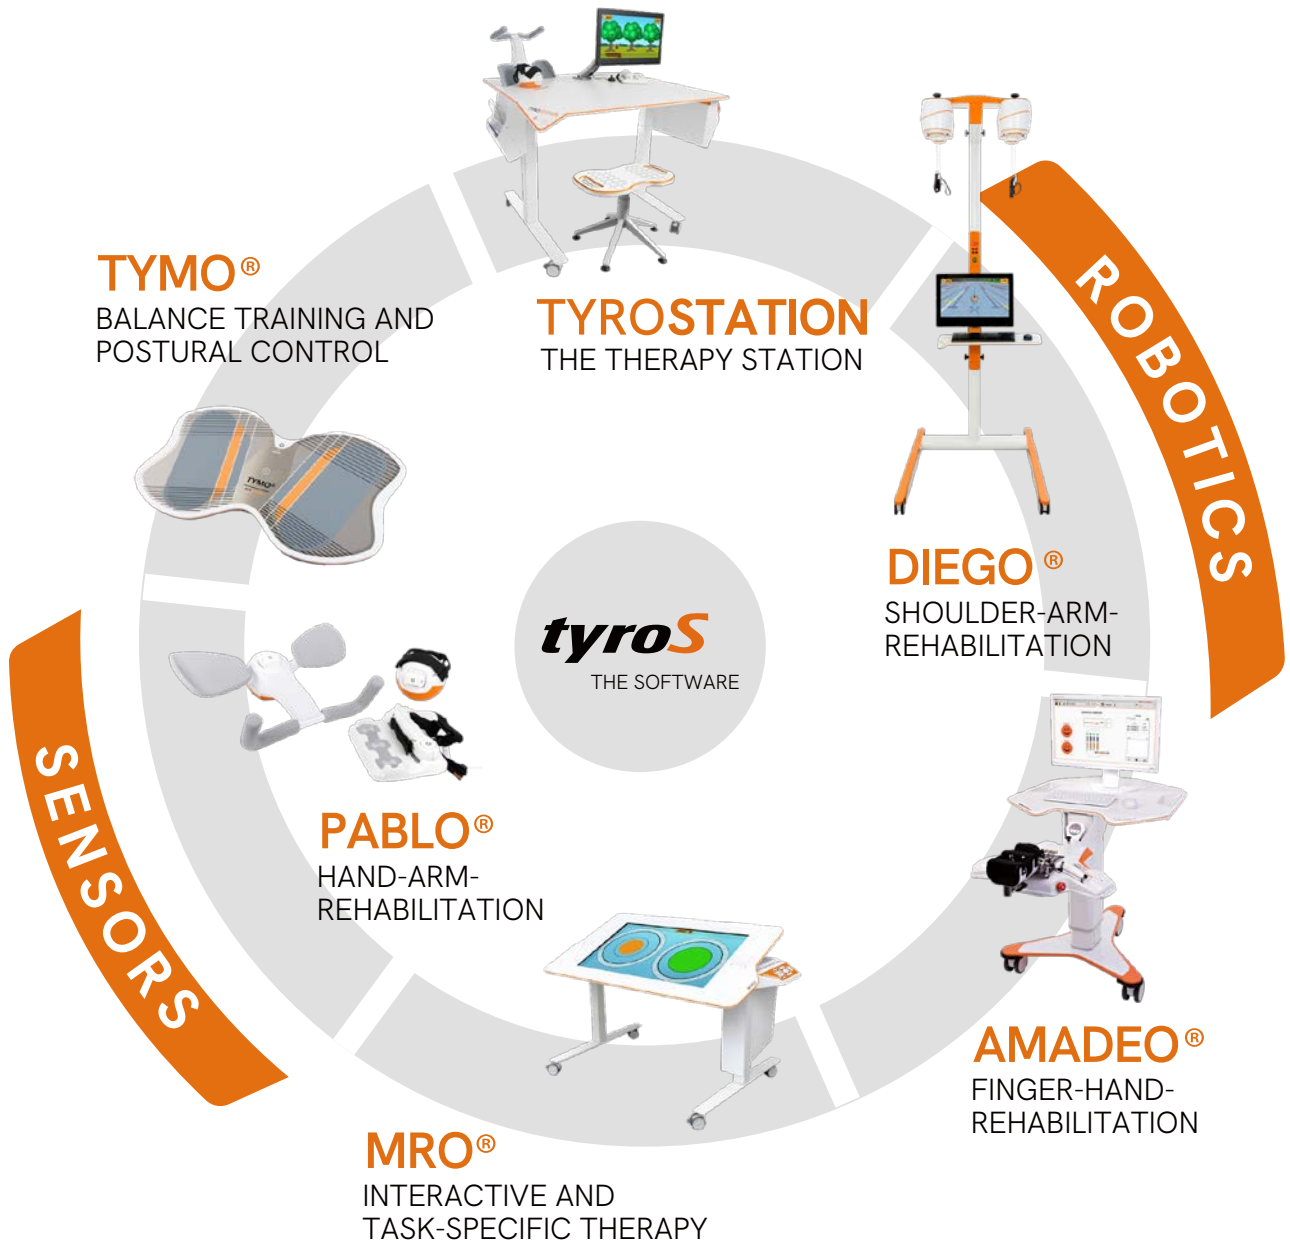 TYROSTATION
THE THERAPY STATION
TYMO®
BALANCE TRAINING AND
POSTURAL CONTROL
TYMO®
ROBOTICS
DIEGO®
SHOULDER-ARM-
REHABILITATION
tyroS
THE SOFTWARE
SENSORS
PABLO®
HAND-ARM-
REHABILITATION
AMADEO®
FINGER-HAND-
REHABILITATION
MRO®
INTERACTIVE AND
TASK-SPECIFIC THERAPY